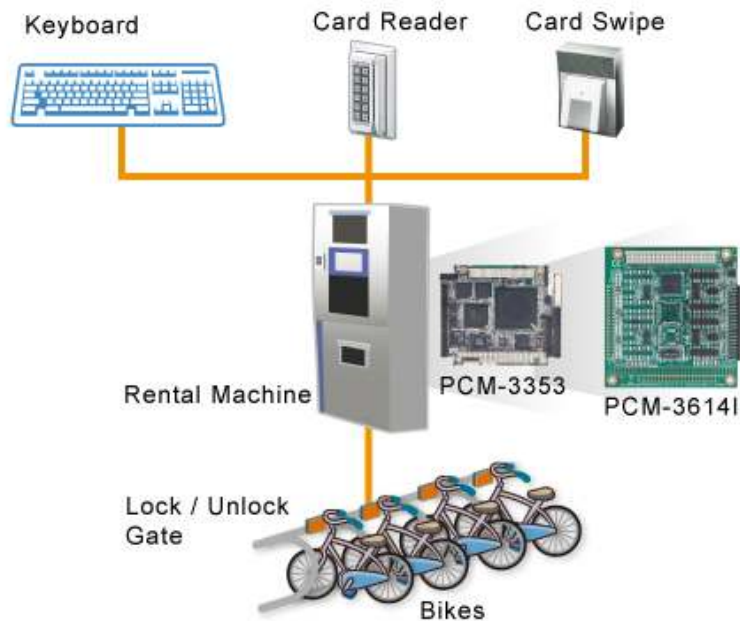 Keyboard
Card Reader
Card Swipe
Rental Machine
PCM-3353
PCM-3614I
Lock / Unlock
Gate
Bikes